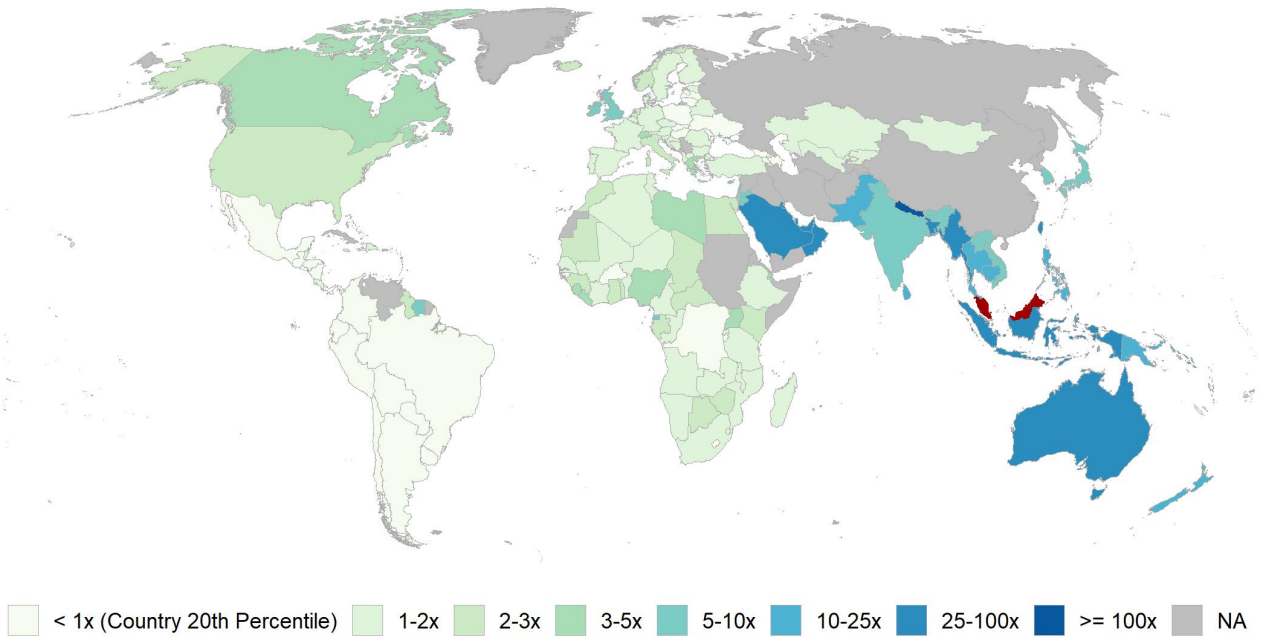 < 1x (Country 20th Percentile) 1-2x 2-3x 3-5x 5-10x 10-25x 25-100x >= 100x NA